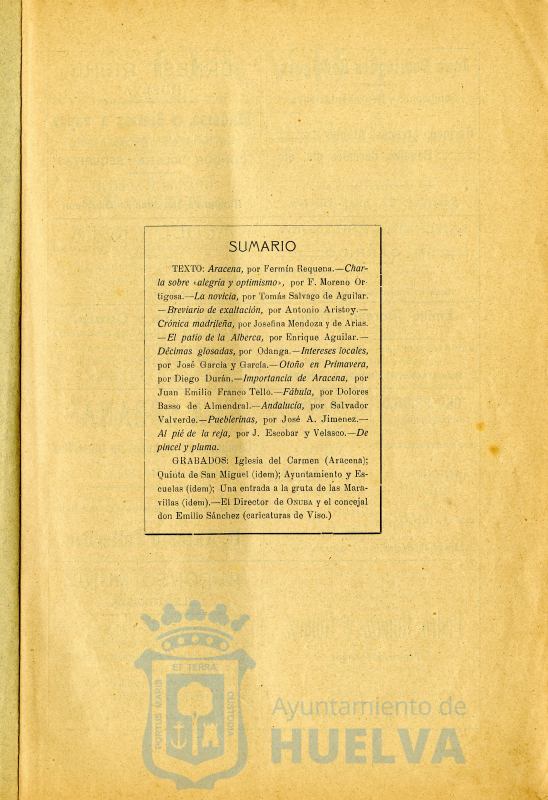 SUMARIO
TEXTO: Aracena, por Fermín Requena.—Char-
la sobre «alegría y optimismo», por F. Moreno Or-
tigosa.—La novicia, por Tomás Salvago de Aguilar.
—Breviario de exaltación, por Antonio Aristoy.—
Crónica madrileña, por Josefina Mendoza y de Arias.
—El patio de la Alberca, por Enrique Aguilar.—
Décimas glosadas, por Odanga.—Intereses locales,
por José García y García.—Otoño en Primavera,
por Diego Durán.—Importancia de Aracena, por
Juan Emilio Franco Tello.—Fábula, por Dolores
Basso de Almendral.—Andalucía, por Salvador
Valverde.—Pueblerinas, por José A. Jimenez.—
Al pié de la reja, por J. Escobar y Velasco.—De
pincel y pluma.
GRABADOS: Iglesia del Carmen (Aracena);
Quinta de San Miguel (idem); Ayuntamiento y Es-
cuelas (idem); Una entrada a la gruta de las Mara-
villas (idem).—El Director de ONUBA y el concejal
don Emilio Sánchez (caricaturas de Viso.)
PORTUS MARIS
ET TERRA
CUSTODIA
Ayuntamiento de
HUELVA